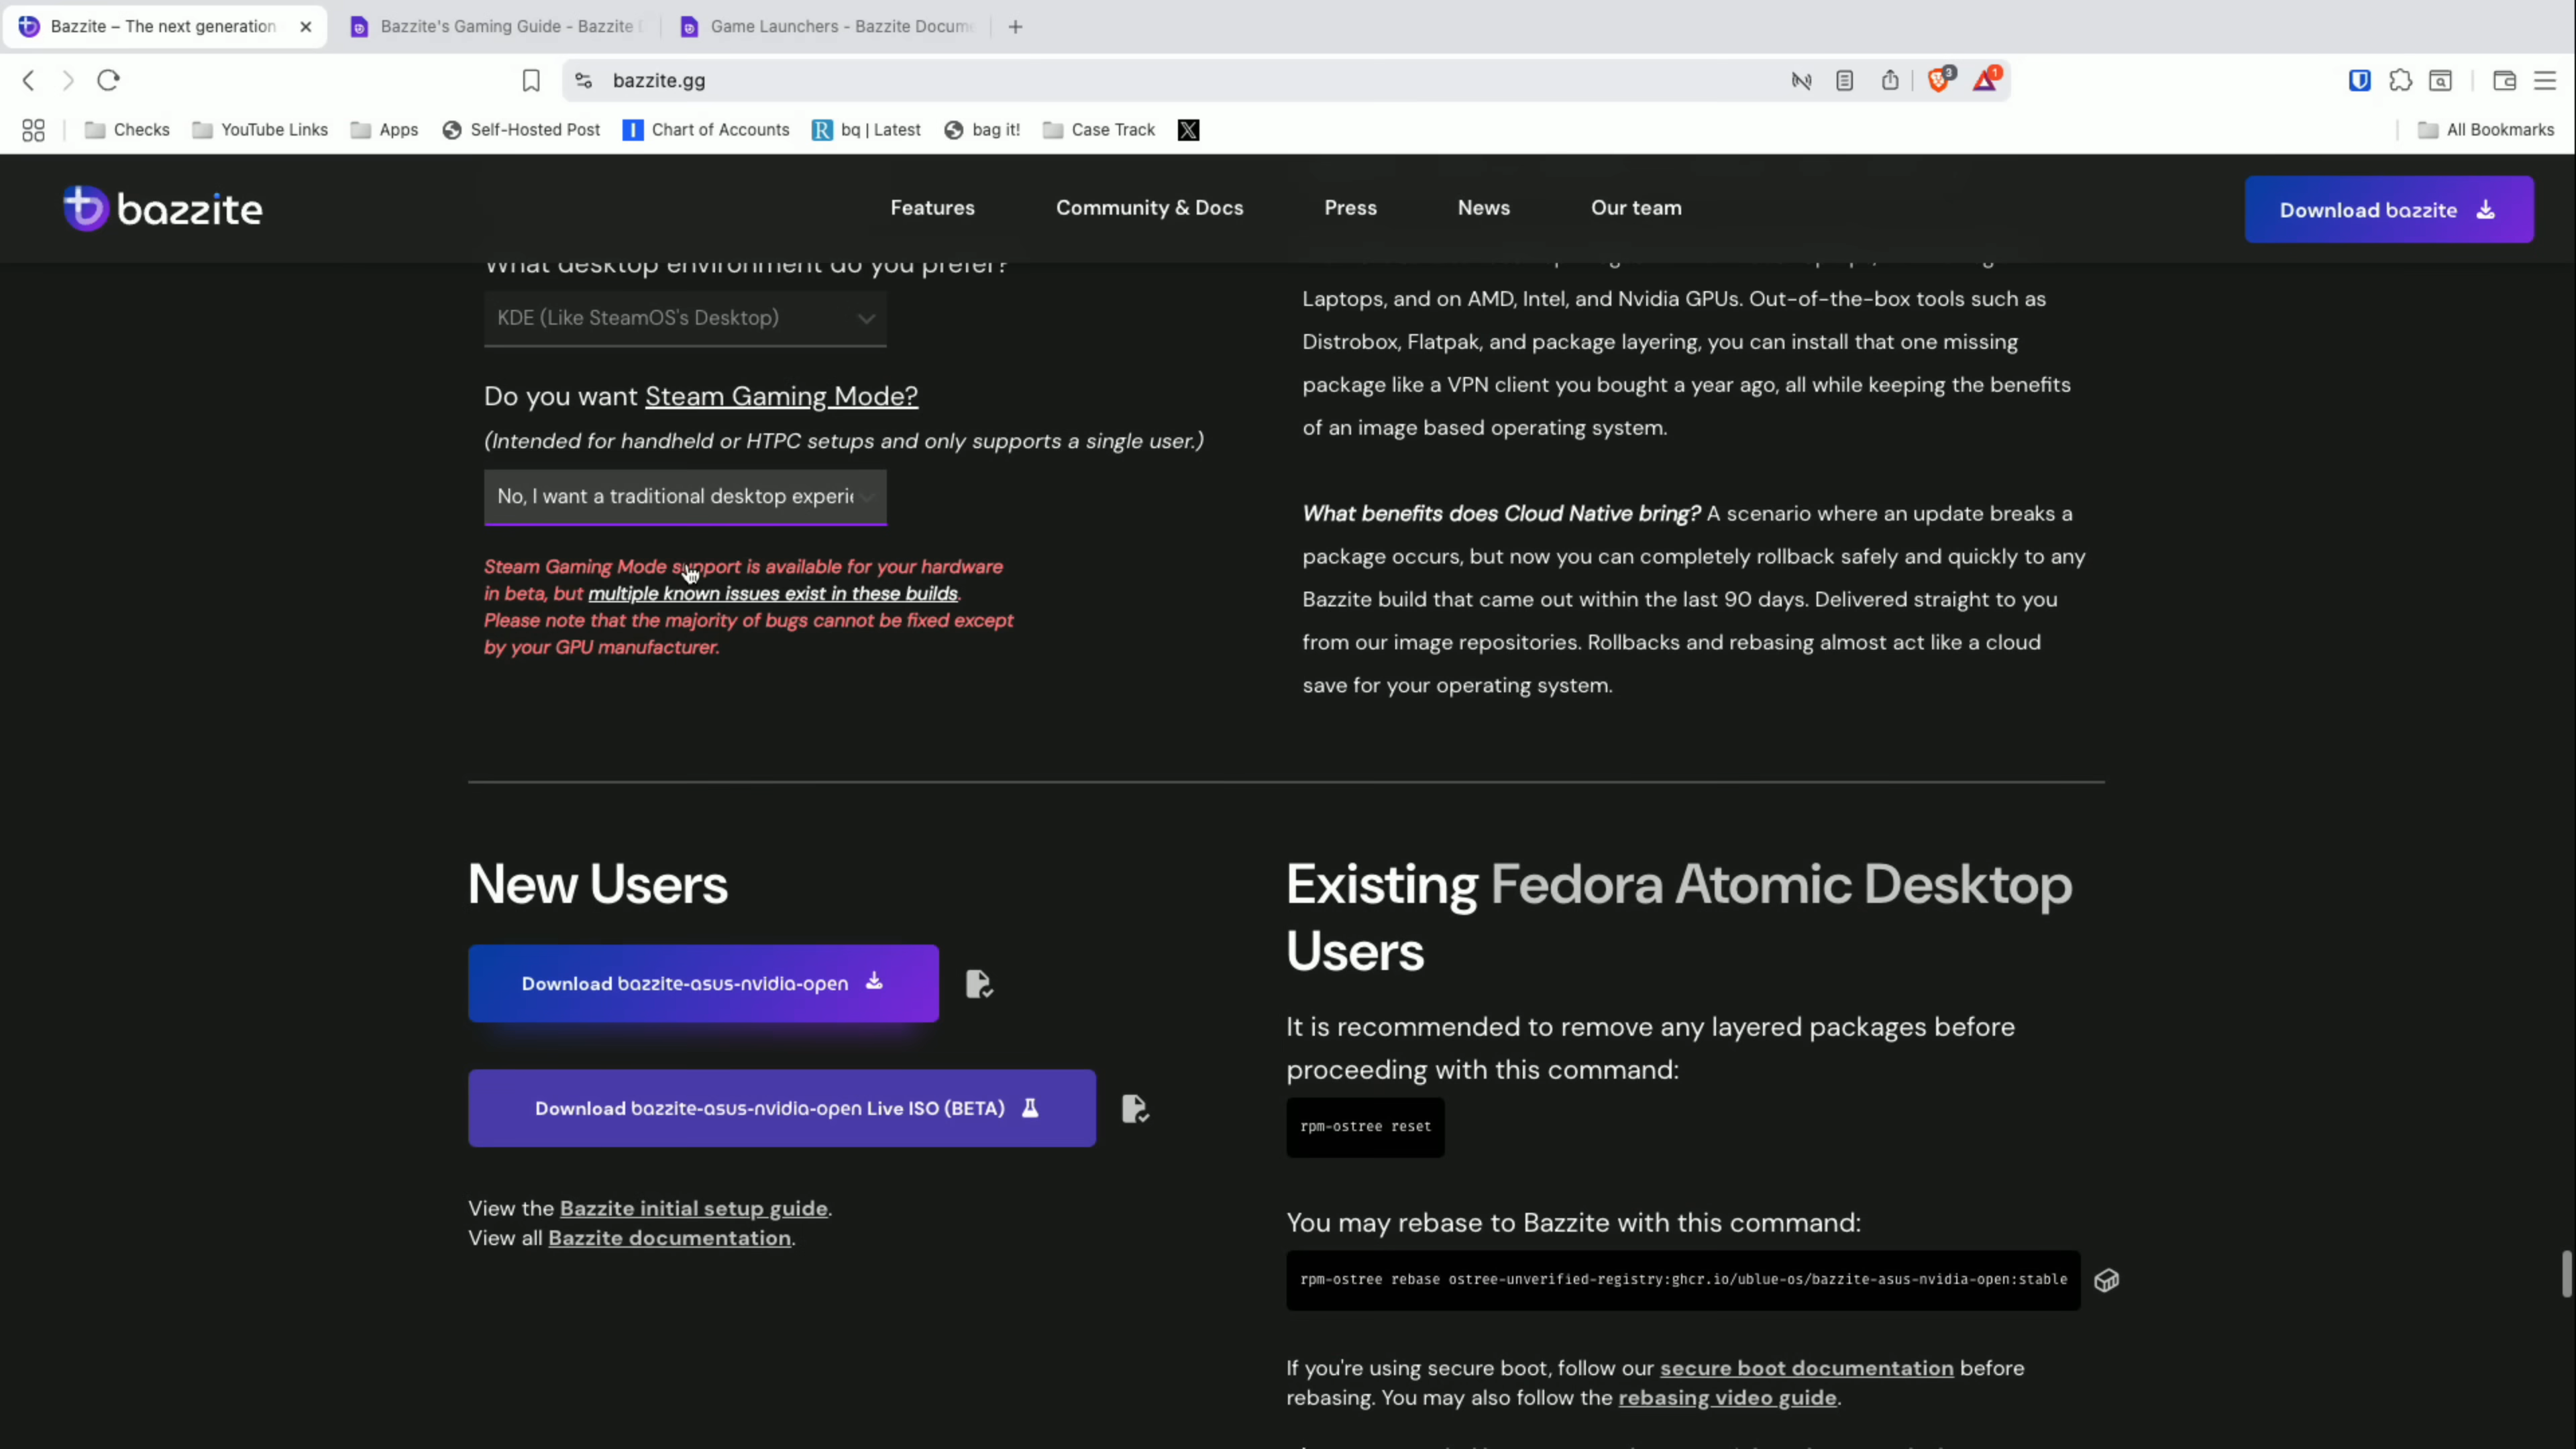 Bazzite – The next generation
Bazzite's Gaming Guide - Bazzite
Game Launchers - Bazzite Docum
bazzite.gg
3
1
Checks
YouTube Links
Apps
Self-Hosted Post
Chart of Accounts
bq | Latest
bag it!
Case Track
All Bookmarks
bazzite
Features
Community & Docs
Press
News
Our team
Download bazzite
What desktop environment do you prefer?
KDE (Like SteamOS's Desktop)
Do you want Steam Gaming Mode?
(Intended for handheld or HTPC setups and only supports a single user.)
No, I want a traditional desktop experie
Steam Gaming Mode support is available for your hardware
in beta, but multiple known issues exist in these builds.
Please note that the majority of bugs cannot be fixed except
by your GPU manufacturer.
Laptops, and on AMD, Intel, and Nvidia GPUs. Out-of-the-box tools such as
Distrobox, Flatpak, and package layering, you can install that one missing
package like a VPN client you bought a year ago, all while keeping the benefits
of an image based operating system.
What benefits does Cloud Native bring? A scenario where an update breaks a
package occurs, but now you can completely rollback safely and quickly to any
Bazzite build that came out within the last 90 days. Delivered straight to you
from our image repositories. Rollbacks and rebasing almost act like a cloud
save for your operating system.
New Users
Download bazzite-asus-nvidia-open
Download bazzite-asus-nvidia-open Live ISO (BETA)
View the Bazzite initial setup guide.
View all Bazzite documentation.
Existing Fedora Atomic Desktop
Users
It is recommended to remove any layered packages before
proceeding with this command:
rpm-ostree reset
You may rebase to Bazzite with this command:
rpm-ostree rebase ostree-unverified-registry:ghcr.io/ublue-os/bazzite-asus-nvidia-open:stable
If you're using secure boot, follow our secure boot documentation before
rebasing. You may also follow the rebasing video guide.